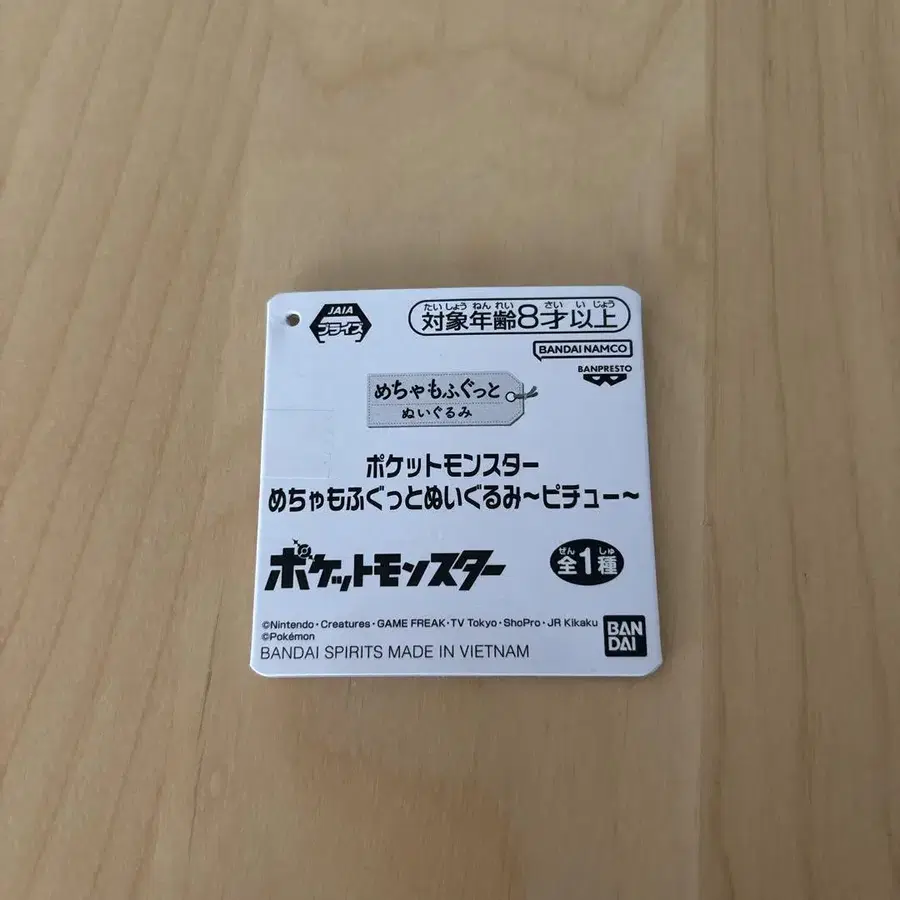 JAIA
プライズ
たいしょうねんれい さい いじょう
対象年齢8才以上
BANDAI NAMCO
BANPRESTO
めちゃもふぐっと
ぬいぐるみ
ポケットモンスター
めちゃもふぐっとぬいぐるみ~ピチュー~
ポケットモンスター
ぜん しゅ
全1種
©Nintendo・Creatures・GAME FREAK・TV Tokyo・ShoPro・JR Kikaku
©Pokémon
BANDAI SPIRITS MADE IN VIETNAM
BAN
DAI